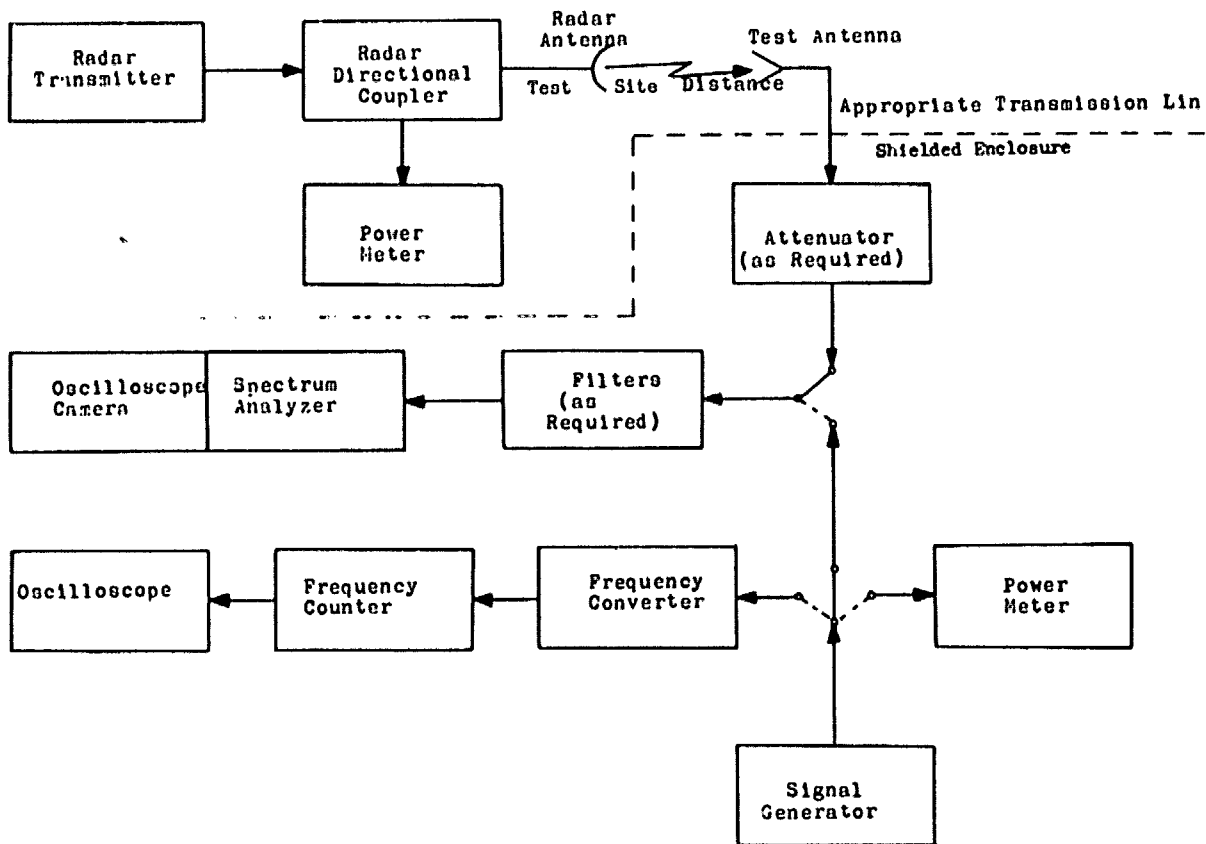 Radar
Transmitter
Radar
Directional
Coupler
Radar
Antenna
Test Site Distance
Test Antenna
Appropriate Transmission Lin
Shielded Enclosure
Power
Meter
Attenuator
(as Required)
Oscilloscope
Camera
Spectrum
Analyzer
Filters
(as
Required)
Oscilloscope
Frequency
Counter
Frequency
Converter
Power
Meter
Signal
Generator